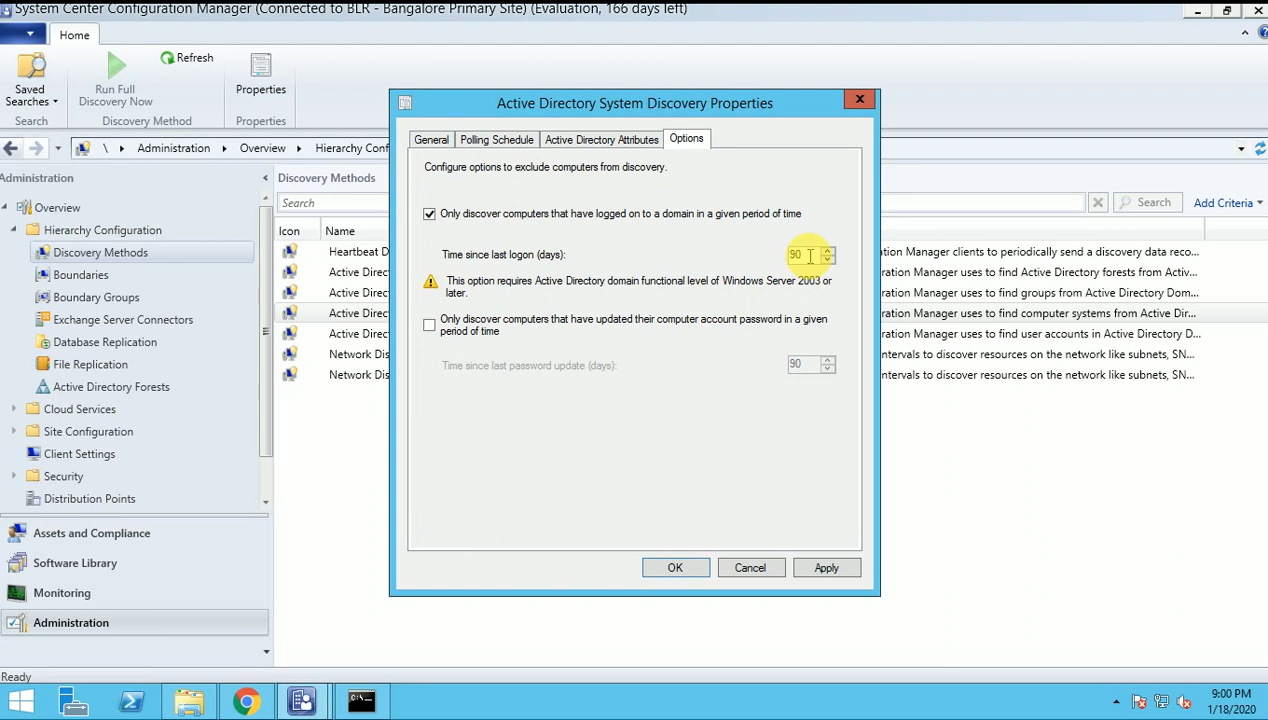 System Center Configuration Manager (Connected to BLR - Bangalore Primary Site) (Evaluation, 166 days left)
Home
Saved
Searches
Run Full
Discovery Now
Refresh
Properties
Search
Discovery Method
Properties
\
Administration
Overview
Hierarchy Conf
Administration
Overview
Hierarchy Configuration
Discovery Methods
Boundaries
Boundary Groups
Exchange Server Connectors
Database Replication
File Replication
Active Directory Forests
Cloud Services
Site Configuration
Client Settings
Security
Distribution Points
Assets and Compliance
Software Library
Monitoring
Administration
Discovery Methods
Search
Search
Add Criteria
Icon
Name
Heartbeat D
ration Manager clients to periodically send a discovery data reco...
Active Direc
ration Manager uses to find Active Directory forests from Activ...
Active Direc
ration Manager uses to find groups from Active Directory Dom...
Active Direc
ration Manager uses to find computer systems from Active Dir...
Active Direc
ration Manager uses to find user accounts in Active Directory D
Network Dis
ntervals to discover resources on the network like subnets, SN...
Network Dis
ntervals to discover resources on the network like subnets, SN...
Active Directory System Discovery Properties
General
Polling Schedule
Active Directory Attributes
Options
Configure options to exclude computers from discovery.
Only discover computers that have logged on to a domain in a given period of time
Time since last logon (days):
90
This option requires Active Directory domain functional level of Windows Server 2003 or
later.
Only discover computers that have updated their computer account password in a given
period of time
Time since last password update (days):
90
OK
Cancel
Apply
Ready
9:00 PM
1/18/2020